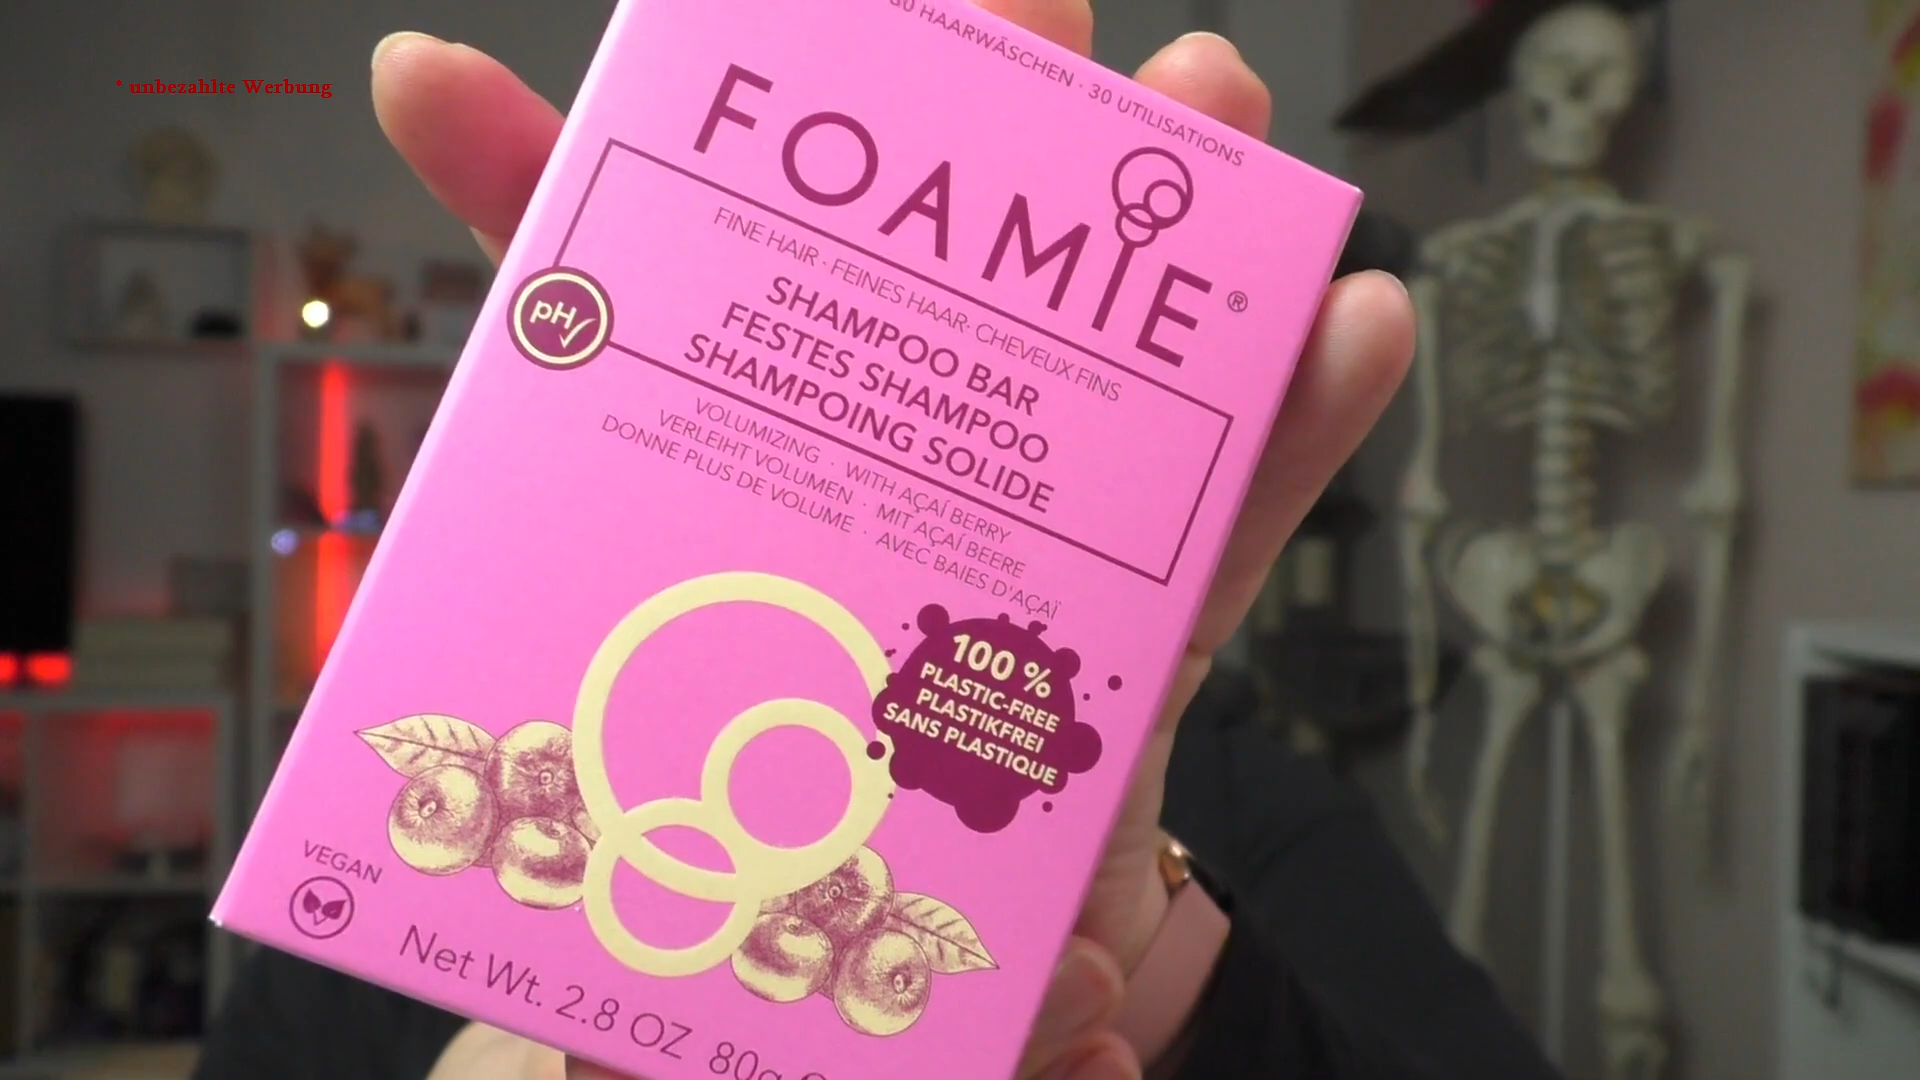 * unbezahlte Werbung
HAARWÄSCHEN · 30 UTILISATIONS
FOAMIE®
FINE HAIR · FEINES HAAR · CHEVEUX FINS
SHAMPOO BAR
FESTES SHAMPOO
SHAMPOING SOLIDE
pH
VOLUMIZING · WITH AÇAÍ BERRY
VERLEIHT VOLUMEN · MIT AÇAÍ BEERE
DONNE PLUS DE VOLUME · AVEC BAIES D'AÇAÏ
100 %
PLASTIC-FREE
PLASTIKFREI
SANS PLASTIQUE
VEGAN
Net Wt. 2.8 OZ 80g